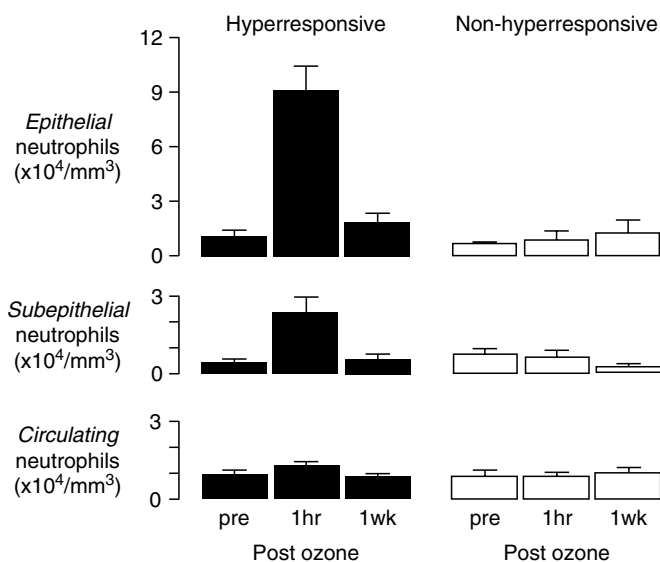 Hyperresponsive Non-hyperresponsive
12
9
6
3
0
Epithelial
neutrophils
(x10⁴/mm³)
3
0
Subepithelial
neutrophils
(x10⁴/mm³)
3
0
Circulating
neutrophils
(x10⁴/mm³)
pre 1hr 1wk pre 1hr 1wk
Post ozone Post ozone